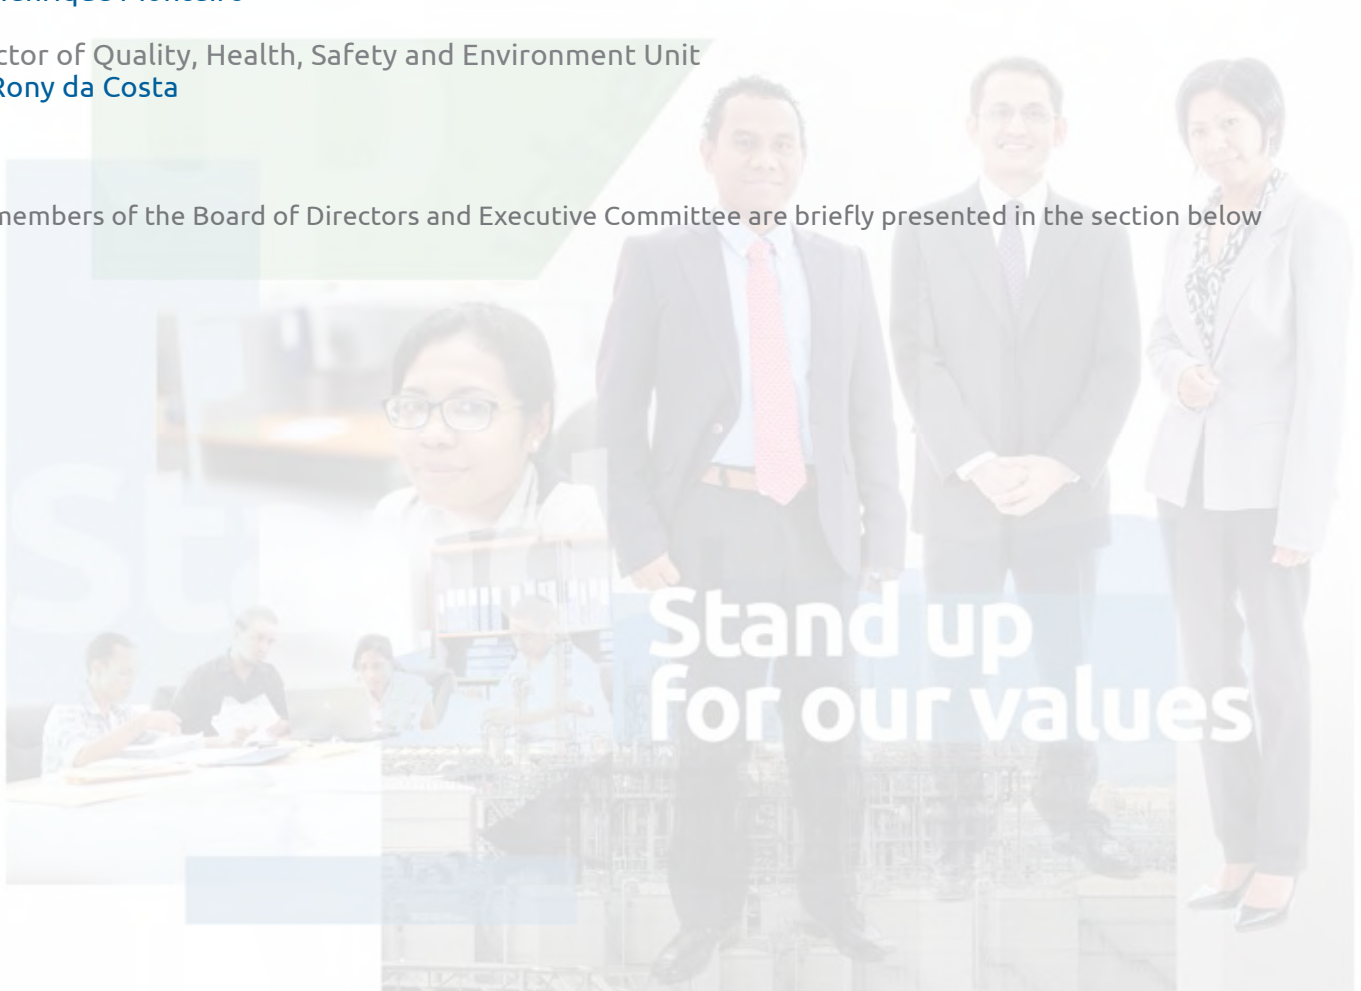 ctor of Quality, Health, Safety and Environment Unit
Rony da Costa
members of the Board of Directors and Executive Committee are briefly presented in the section below
st
Stand up
for our values